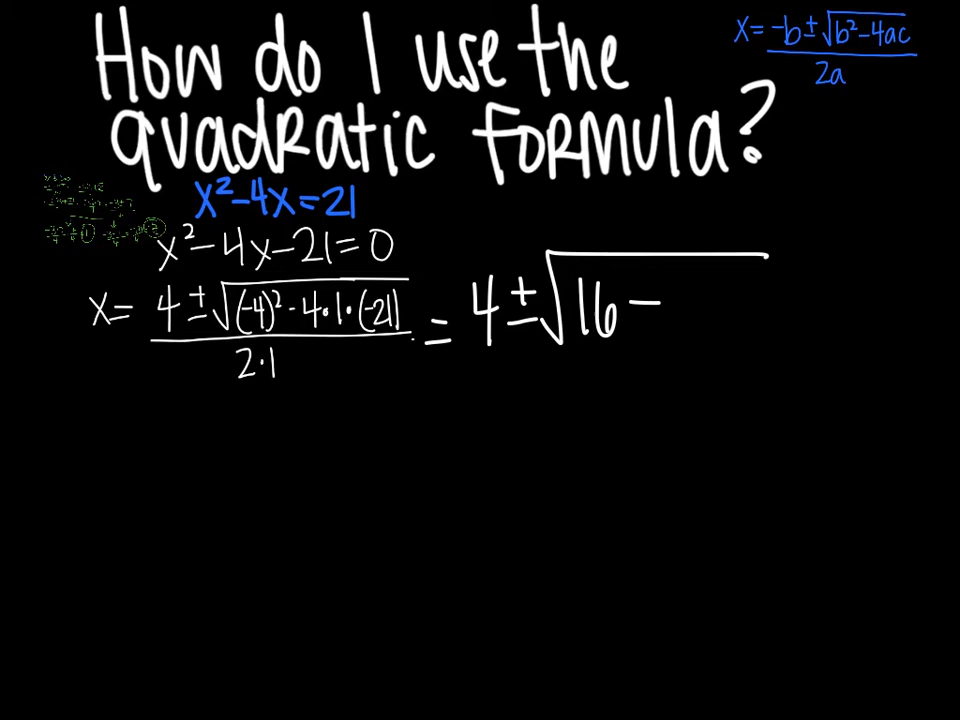 How do I use the
quadratic formula?
x = -b ± √b² - 4ac
2a
x² - 4x = 21
x² - 4x - 21 = 0
x = 4 ± √(-4)² - 4 • 1 • (-21) = 4 ± √16 -
2 • 1